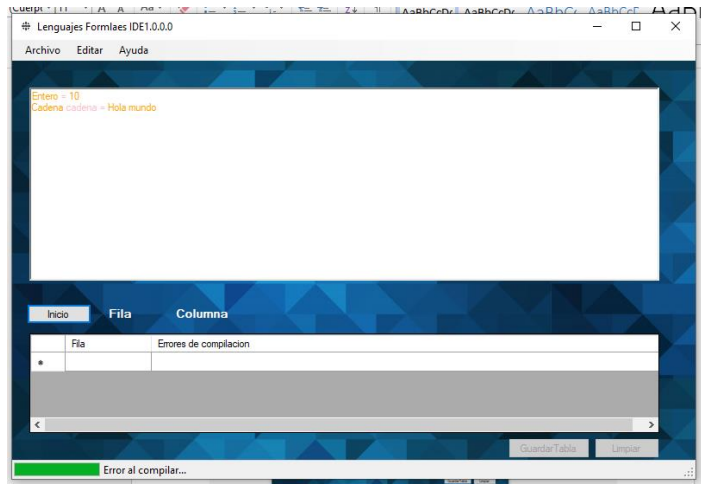 Lenguajes Formlaes IDE1.0.0.0
Archivo Editar Ayuda
Entero = 10
Cadena cadena = Hola mundo
Inicio Fila Columna
Fila Errores de compilacion
GuardarTabla Limpiar
Error al compilar...